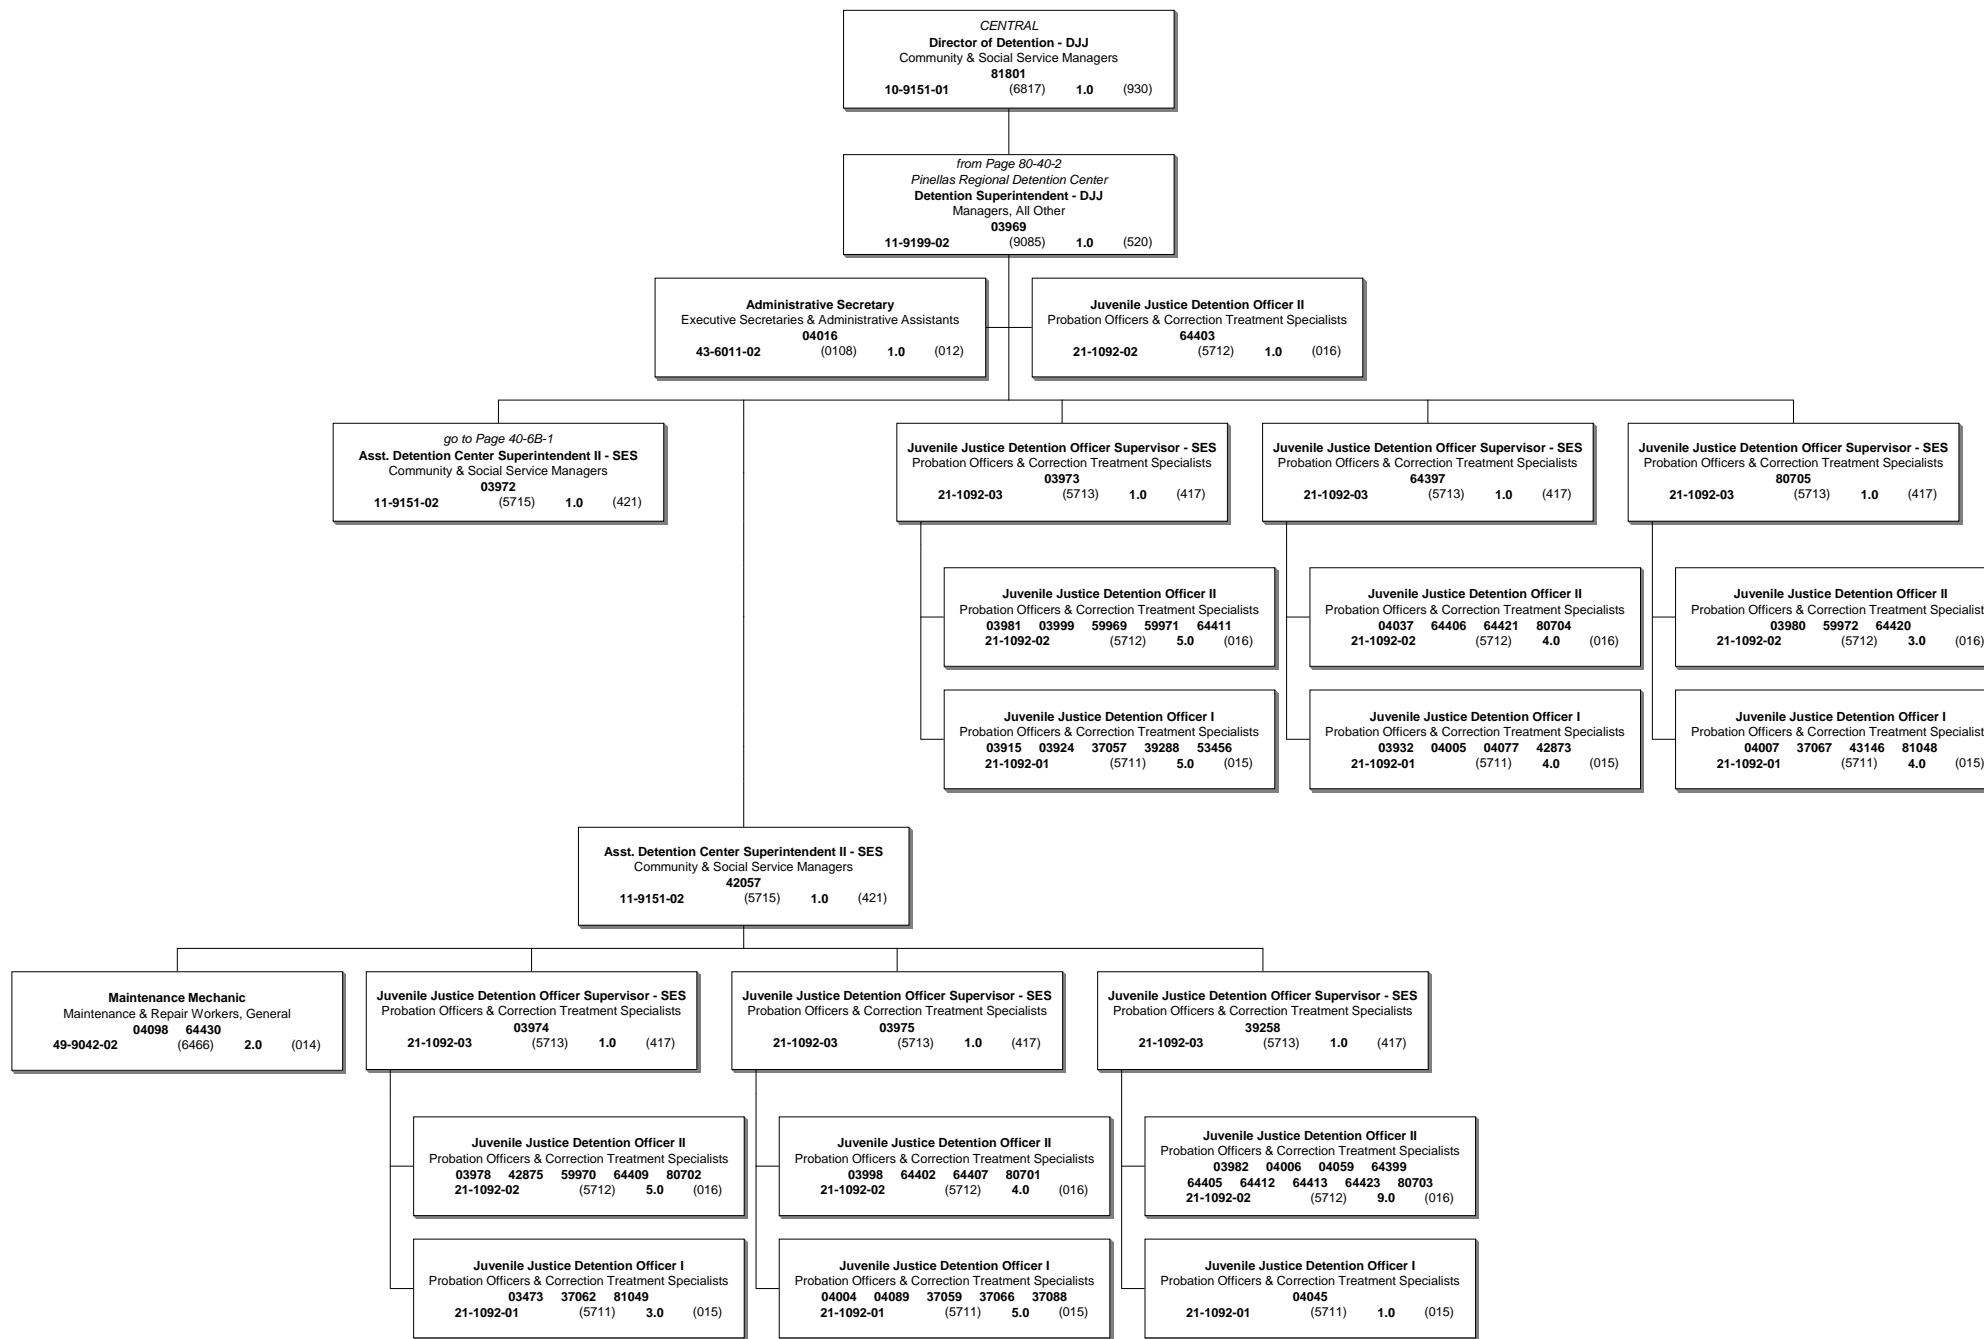 CENTRAL
Director of Detention - DJJ
Community & Social Service Managers
81801
10-9151-01 (6817) 1.0 (930)
from Page 80-40-2
Pinellas Regional Detention Center
Detention Superintendent - DJJ
Managers, All Other
03969
11-9199-02 (9085) 1.0 (520)
Administrative Secretary
Executive Secretaries & Administrative Assistants
04016
43-6011-02 (0108) 1.0 (012)
Juvenile Justice Detention Officer II
Probation Officers & Correction Treatment Specialists
64403
21-1092-02 (5712) 1.0 (016)
go to Page 40-6B-1
Asst. Detention Center Superintendent II - SES
Community & Social Service Managers
03972
11-9151-02 (5715) 1.0 (421)
Juvenile Justice Detention Officer Supervisor - SES
Probation Officers & Correction Treatment Specialists
03973
21-1092-03 (5713) 1.0 (417)
Juvenile Justice Detention Officer Supervisor - SES
Probation Officers & Correction Treatment Specialists
64397
21-1092-03 (5713) 1.0 (417)
Juvenile Justice Detention Officer Supervisor - SES
Probation Officers & Correction Treatment Specialists
80705
21-1092-03 (5713) 1.0 (417)
Juvenile Justice Detention Officer II
Probation Officers & Correction Treatment Specialists
03981 03999 59969 59971 64411
21-1092-02 (5712) 5.0 (016)
Juvenile Justice Detention Officer II
Probation Officers & Correction Treatment Specialists
04037 64406 64421 80704
21-1092-02 (5712) 4.0 (016)
Juvenile Justice Detention Officer II
Probation Officers & Correction Treatment Specialist
03980 59972 64420
21-1092-02 (5712) 3.0 (016)
Juvenile Justice Detention Officer I
Probation Officers & Correction Treatment Specialists
03915 03924 37057 39288 53456
21-1092-01 (5711) 5.0 (015)
Juvenile Justice Detention Officer I
Probation Officers & Correction Treatment Specialists
03932 04005 04077 42873
21-1092-01 (5711) 4.0 (015)
Juvenile Justice Detention Officer I
Probation Officers & Correction Treatment Specialist
04007 37067 43146 81048
21-1092-01 (5711) 4.0 (015)
Asst. Detention Center Superintendent II - SES
Community & Social Service Managers
42057
11-9151-02 (5715) 1.0 (421)
Maintenance Mechanic
Maintenance & Repair Workers, General
04098 64430
49-9042-02 (6466) 2.0 (014)
Juvenile Justice Detention Officer Supervisor - SES
Probation Officers & Correction Treatment Specialists
03974
21-1092-03 (5713) 1.0 (417)
Juvenile Justice Detention Officer Supervisor - SES
Probation Officers & Correction Treatment Specialists
03975
21-1092-03 (5713) 1.0 (417)
Juvenile Justice Detention Officer Supervisor - SES
Probation Officers & Correction Treatment Specialists
39258
21-1092-03 (5713) 1.0 (417)
Juvenile Justice Detention Officer II
Probation Officers & Correction Treatment Specialists
03978 42875 59970 64409 80702
21-1092-02 (5712) 5.0 (016)
Juvenile Justice Detention Officer II
Probation Officers & Correction Treatment Specialists
03998 64402 64407 80701
21-1092-02 (5712) 4.0 (016)
Juvenile Justice Detention Officer II
Probation Officers & Correction Treatment Specialists
03982 04006 04059 64399
64405 64412 64413 64423 80703
21-1092-02 (5712) 9.0 (016)
Juvenile Justice Detention Officer I
Probation Officers & Correction Treatment Specialists
03473 37062 81049
21-1092-01 (5711) 3.0 (015)
Juvenile Justice Detention Officer I
Probation Officers & Correction Treatment Specialists
04004 04089 37059 37066 37088
21-1092-01 (5711) 5.0 (015)
Juvenile Justice Detention Officer I
Probation Officers & Correction Treatment Specialists
04045
21-1092-01 (5711) 1.0 (015)